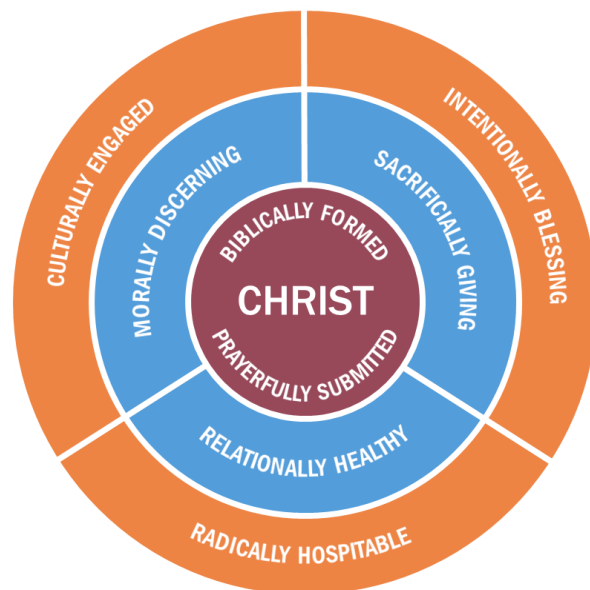 CULTURALLY ENGAGED
INTENTIONALLY BLESSING
MORALLY DISCERNING
SACRIFICIALLY GIVING
BIBLICALLY FORMED
CHRIST
PRAYERFULLY SUBMITTED
RELATIONALLY HEALTHY
RADICALLY HOSPITABLE